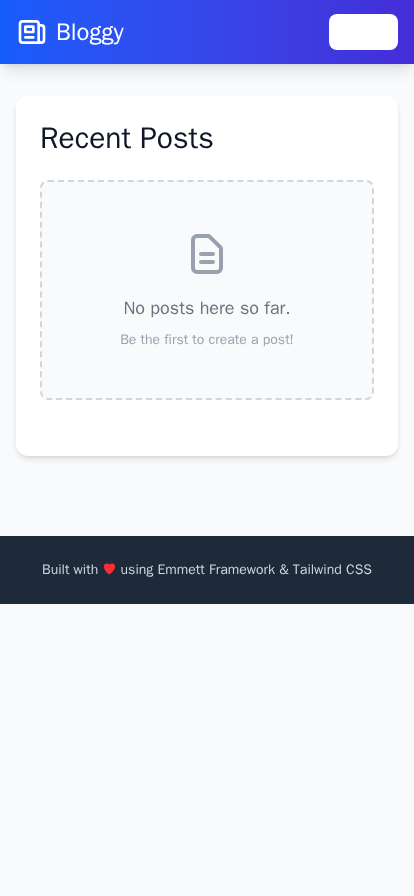 Bloggy
Recent Posts
No posts here so far.
Be the first to create a post!
Built with ❤️ using Emmett Framework & Tailwind CSS